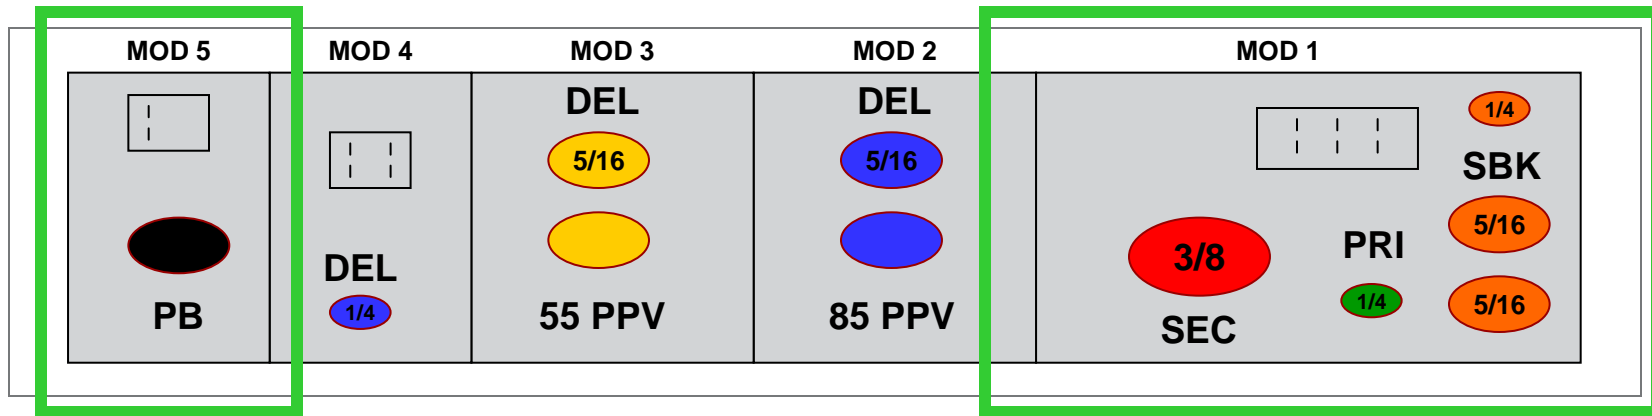 MOD 5
MOD 4
MOD 3
MOD 2
MOD 1
PB
DEL
1/4
DEL
5/16
55 PPV
DEL
5/16
85 PPV
3/8
SEC
PRI
1/4
1/4
SBK
5/16
5/16